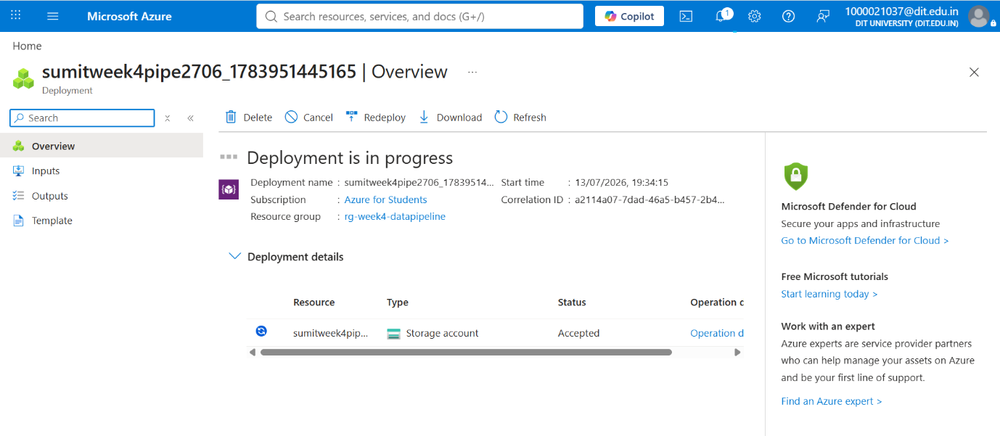 Microsoft Azure
Search resources, services, and docs (G+/)
Copilot
1
1000021037@dit.edu.in
DIT UNIVERSITY (DIT.EDU.IN)
Home
sumitweek4pipe2706_1783951445165 | Overview ...
Deployment
Search
Delete
Cancel
Redeploy
Download
Refresh
Overview
Inputs
Outputs
Template
Deployment is in progress
Deployment name : sumitweek4pipe2706_17839514...
Start time : 13/07/2026, 19:34:15
Subscription : Azure for Students
Correlation ID : a2114a07-7dad-46a5-b457-2b4...
Resource group : rg-week4-datapipeline
Deployment details
Resource Type Status Operation d
sumitweek4pip... Storage account Accepted Operation d
Microsoft Defender for Cloud
Secure your apps and infrastructure
Go to Microsoft Defender for Cloud >
Free Microsoft tutorials
Start learning today >
Work with an expert
Azure experts are service provider partners
who can help manage your assets on Azure
and be your first line of support.
Find an Azure expert >